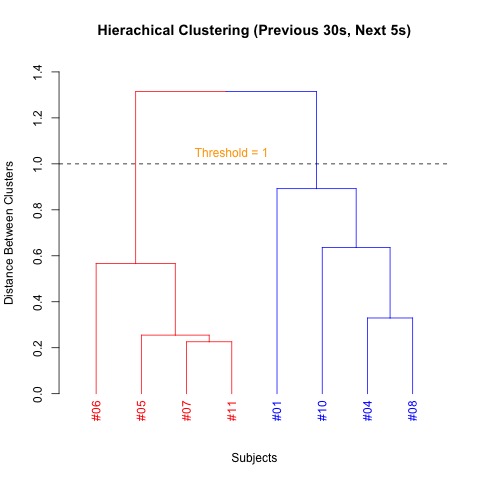 Hierachical Clustering (Previous 30s, Next 5s)
Distance Between Clusters
1.4
1.2
1.0
0.8
0.6
0.4
0.2
0.0
Threshold = 1
#06 #05 #07 #11 #01 #10 #04 #08
Subjects